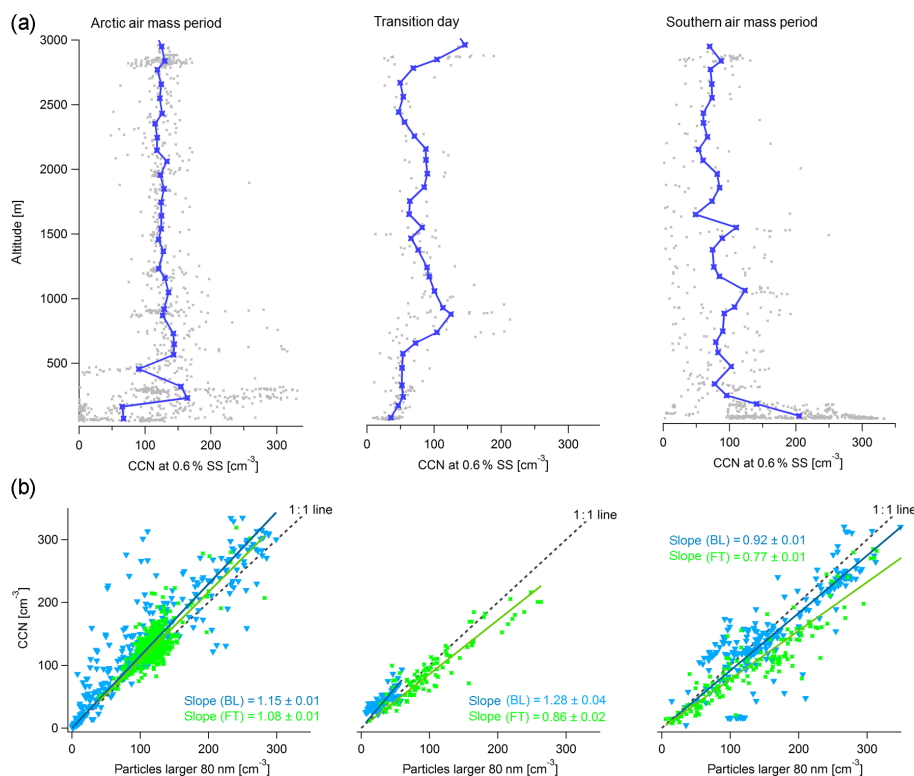 (a)
Arctic air mass period
Transition day
Southern air mass period
Altitude [m]
3000
2500
2000
1500
1000
500
0 100 200 300
CCN at 0.6 % SS [cm⁻³]
0 100 200 300
CCN at 0.6 % SS [cm⁻³]
0 100 200 300
CCN at 0.6 % SS [cm⁻³]
(b)
CCN [cm⁻³]
300
200
100
0
1:1 line
Slope (BL) = 1.15 ± 0.01
Slope (FT) = 1.08 ± 0.01
0 100 200 300
Particles larger 80 nm [cm⁻³]
1:1 line
Slope (BL) = 1.28 ± 0.04
Slope (FT) = 0.86 ± 0.02
0 100 200 300
Particles larger 80 nm [cm⁻³]
1:1 line
Slope (BL) = 0.92 ± 0.01
Slope (FT) = 0.77 ± 0.01
0 100 200 300
Particles larger 80 nm [cm⁻³]